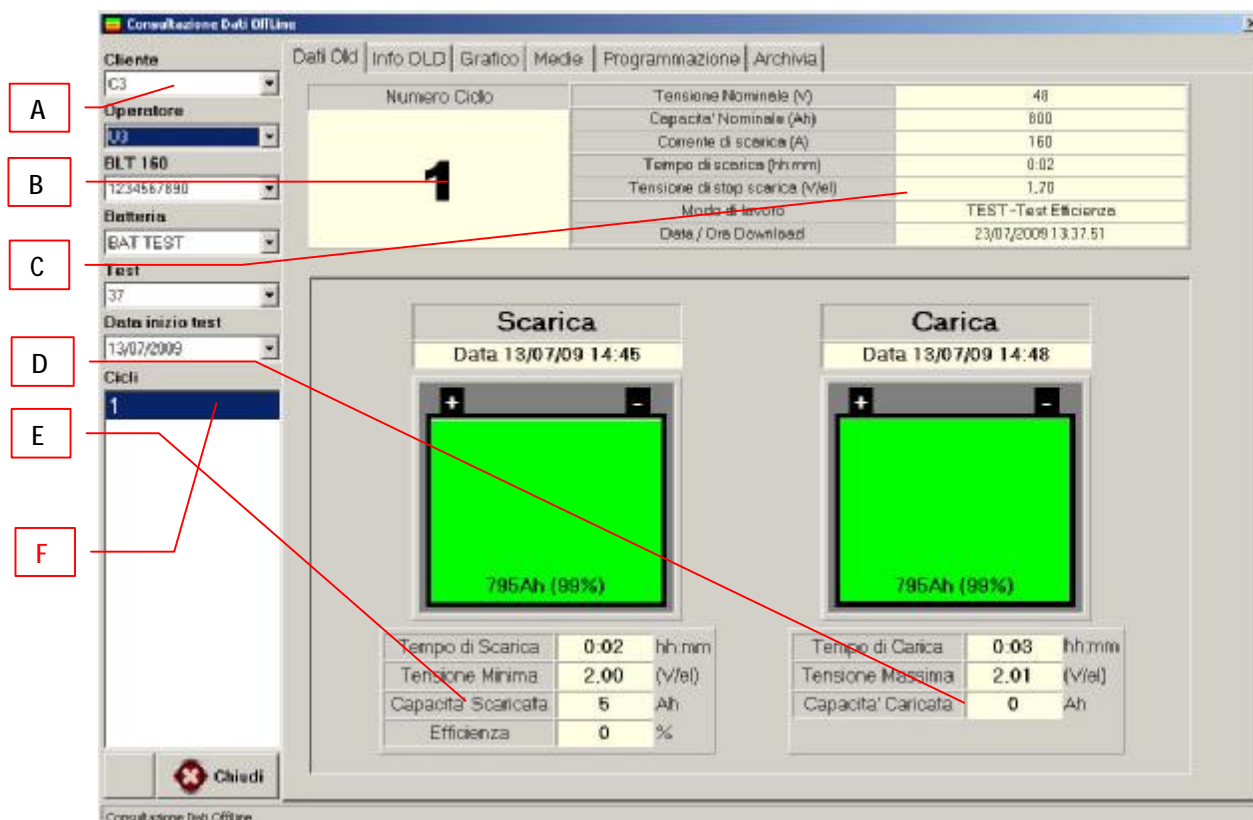 Consultazione Dati OffLine
Cliente
C3
Operatore
U3
BLT 160
1234567890
Batteria
BAT TEST
Test
37
Data inizio test
13/07/2009
Cicli
1
Chiudi
Dati Old
Info OLD
Grafico
Medie
Programmazione
Archivia
Numero Ciclo
1
Tensione Nominale (V) 48
Capacita' Nominale (Ah) 800
Corrente di scarica (A) 160
Tempo di scarica (hh:mm) 0:02
Tensione di stop scarica (V/el) 1.70
Modo di lavoro TEST-Test Efficienza
Data / Ora Download 23/07/2009 13.37.51
Scarica
Data 13/07/09 14:45
+ -
795Ah (99%)
Tempo di Scarica 0:02 hh:mm
Tensione Minima 2.00 (V/el)
Capacita' Scaricata 5 Ah
Efficienza 0 %
Carica
Data 13/07/09 14:48
+ -
795Ah (99%)
Tempo di Carica 0:03 hh:mm
Tensione Massima 2.01 (V/el)
Capacita' Caricata 0 Ah
Consultazione Dati OffLine
A
B
C
D
E
F